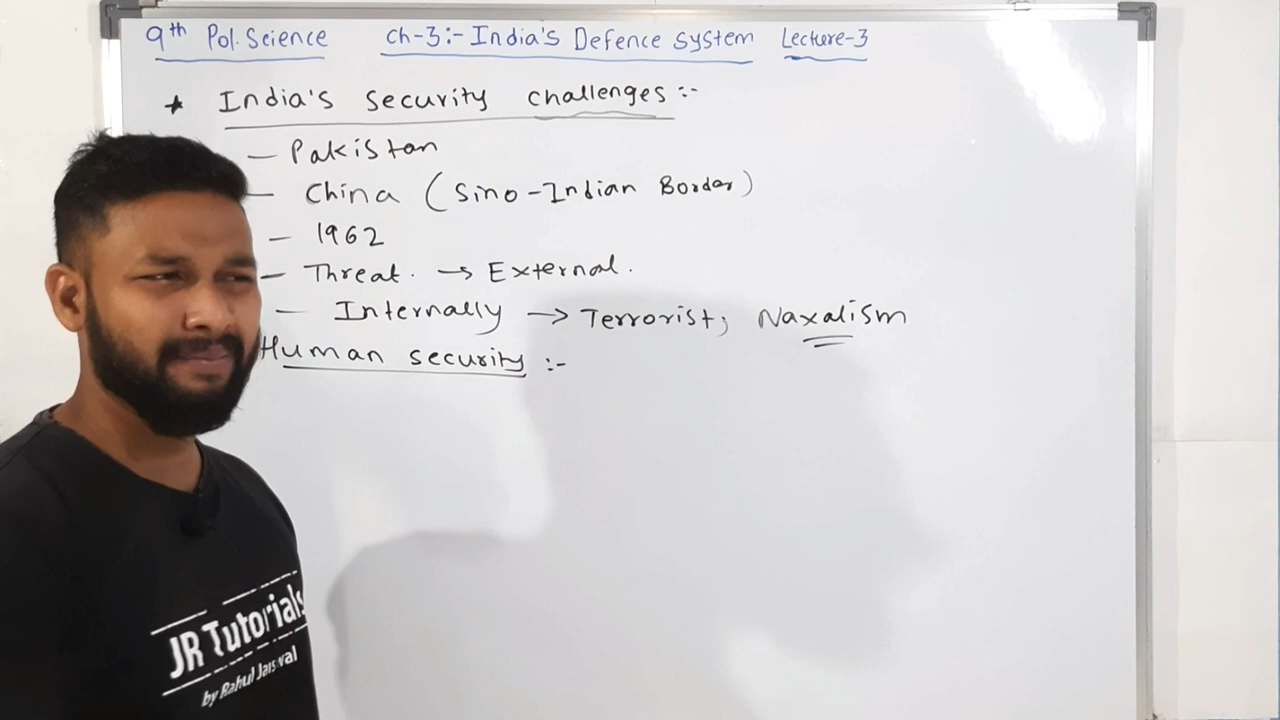 9th Pol. Science Ch-3:- India's Defence system Lecture-3
* India's security challenges :-
- Pakistan
- China (Sino-Indian Border)
- 1962
- Threat. → External.
- Internally → Terrorist; Naxalism
Human security :-
JR Tutorials
by Rahul Jaiswal